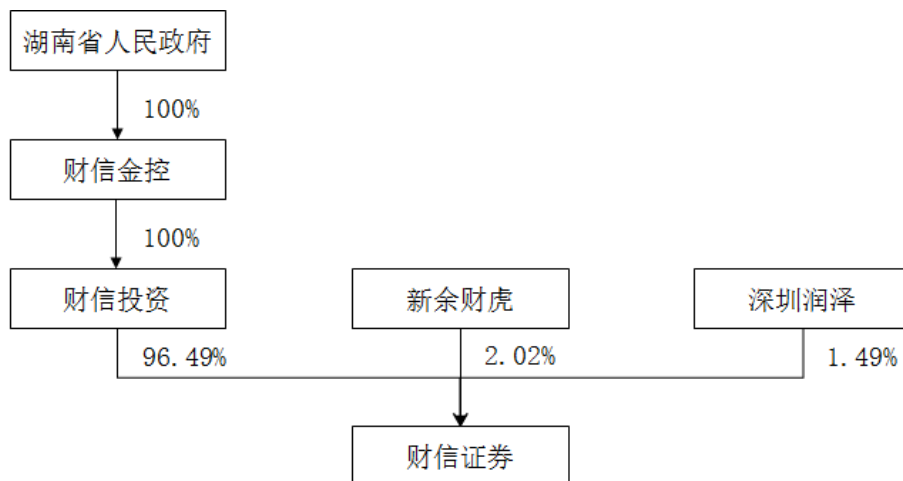 湖南省人民政府
100%
财信金控
100%
财信投资
新余财虎
深圳润泽
96.49%
2.02%
1.49%
财信证券